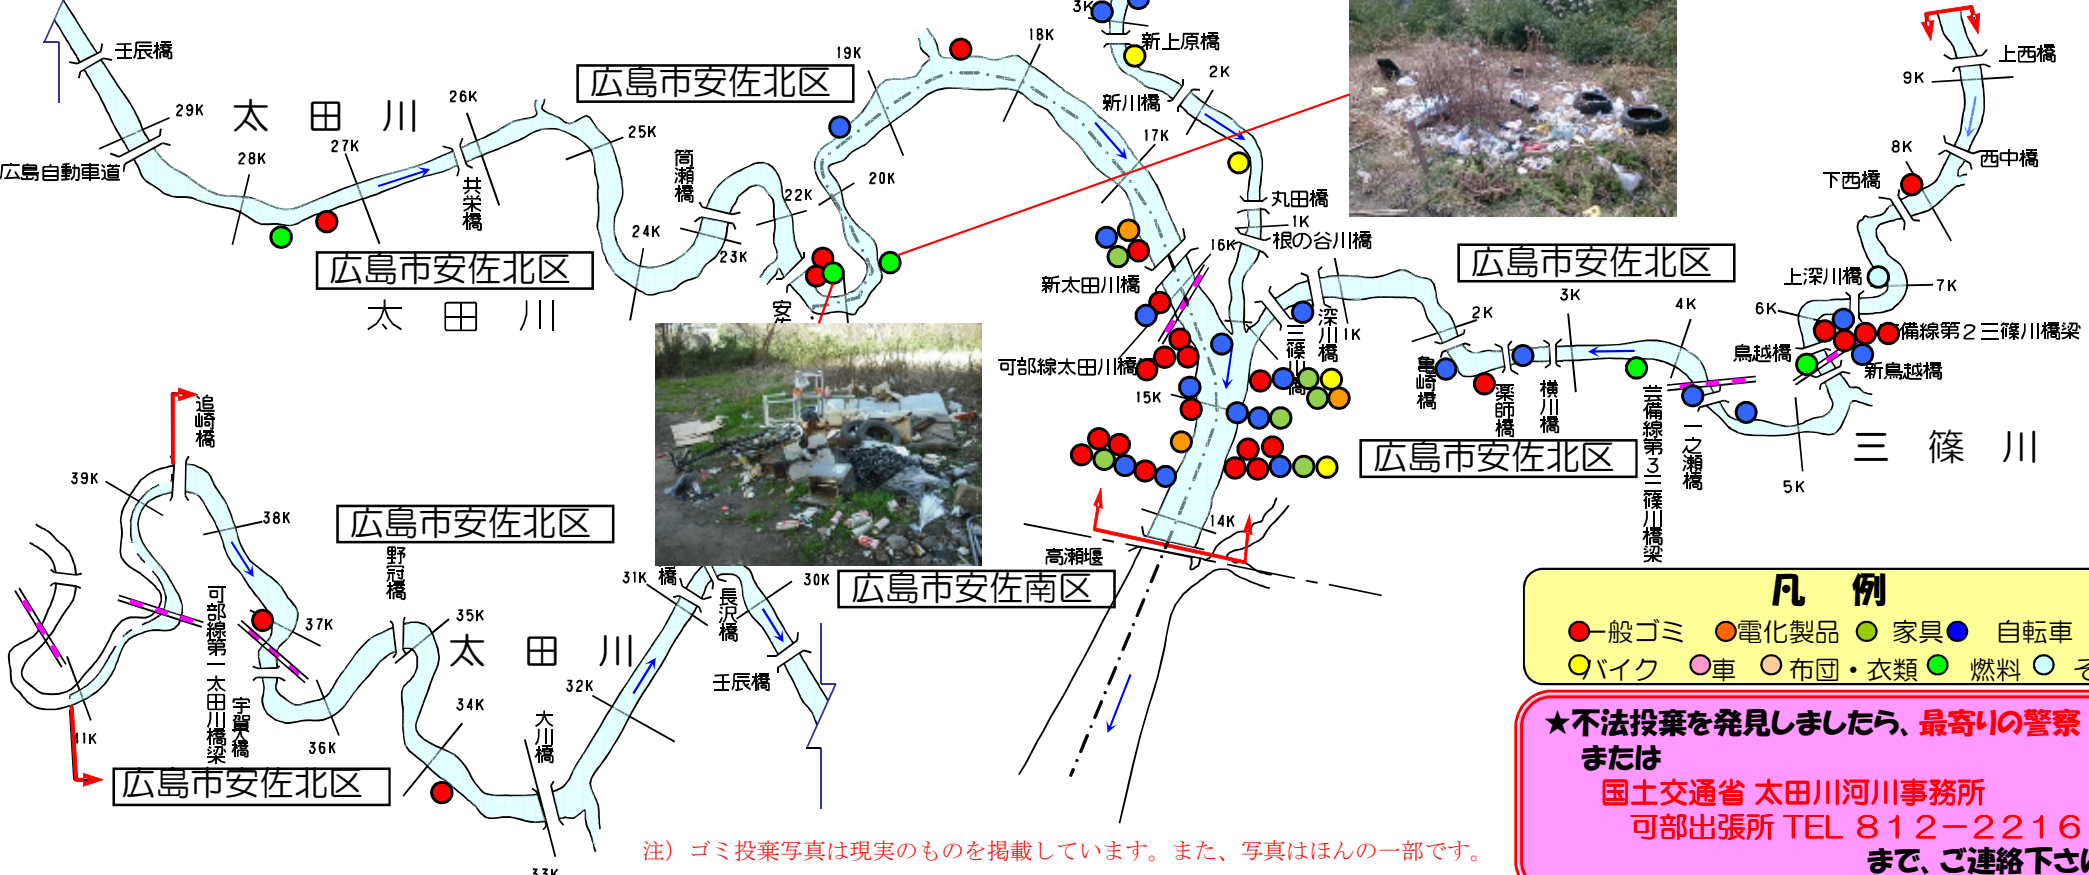 壬辰橋
29K
広島自動車道
太田川
28K
27K
26K
共栄橋
広島市安佐北区
太田川
広島市安佐北区
25K
24K
筒瀬橋
23K
22K
20K
19K
18K
17K
16K
3K
新上原橋
2K
新川橋
丸田橋
1K
根の谷川橋
新太田川橋
可部線太田川橋
15K
14K
高瀬堰
広島市安佐南区
深川橋
1K
2K
広島市安佐北区
3K
4K
亀崎橋
薬師橋
横川橋
広島市安佐北区
芸備線第3三篠川橋梁
一之瀬橋
5K
三篠川
上西橋
9K
8K
西中橋
下西橋
上深川橋
7K
6K
備線第2三篠川橋梁
鳥越橋
新鳥越橋
追崎橋
39K
38K
広島市安佐北区
野冠橋
可部線第一太田川橋梁
宇賀大橋
37K
36K
35K
太田川
34K
41K
広島市安佐北区
大川橋
33K
32K
31K
橋
長沢橋
30K
壬辰橋
凡例
一般ゴミ 電化製品 家具 自転車
バイク 車 布団・衣類 燃料 そ
★不法投棄を発見しましたら、最寄りの警察
または
国土交通省 太田川河川事務所
可部出張所 TEL 812－2216
まで、ご連絡下さい
注）ゴミ投棄写真は現実のものを掲載しています。また、写真はほんの一部です。